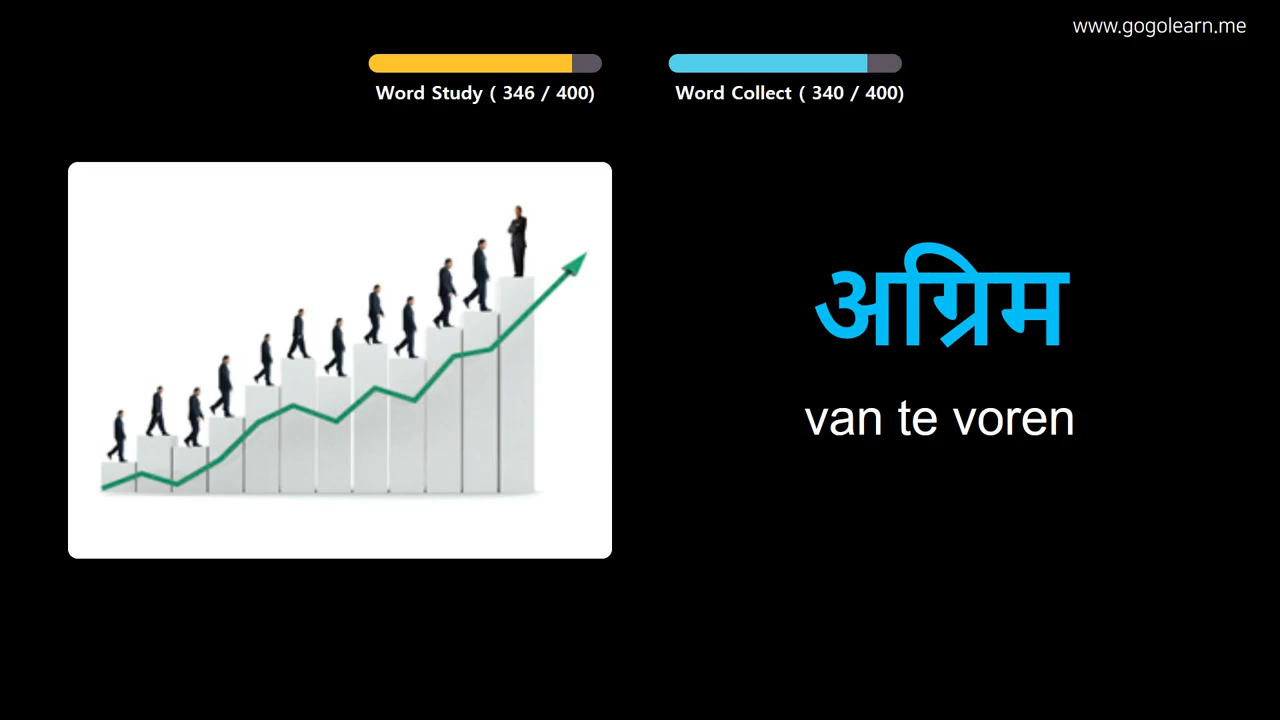 www.gogolearn.me
Word Study ( 346 / 400)
Word Collect ( 340 / 400)
अग्रिम
van te voren